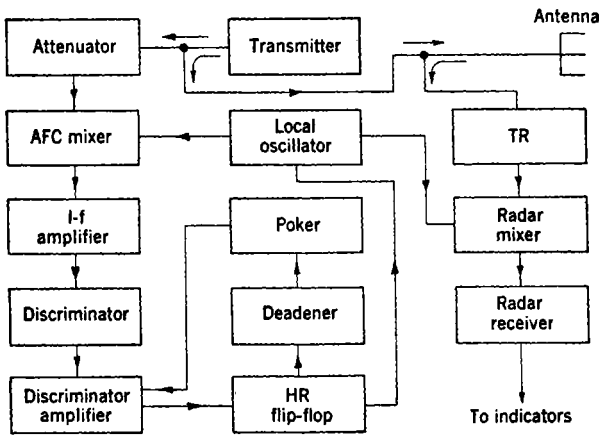 Antenna
Attenuator
Transmitter
AFC mixer
Local
oscillator
TR
I-f
amplifier
Poker
Radar
mixer
Discriminator
Deadener
Radar
receiver
Discriminator
amplifier
HR
flip-flop
To indicators